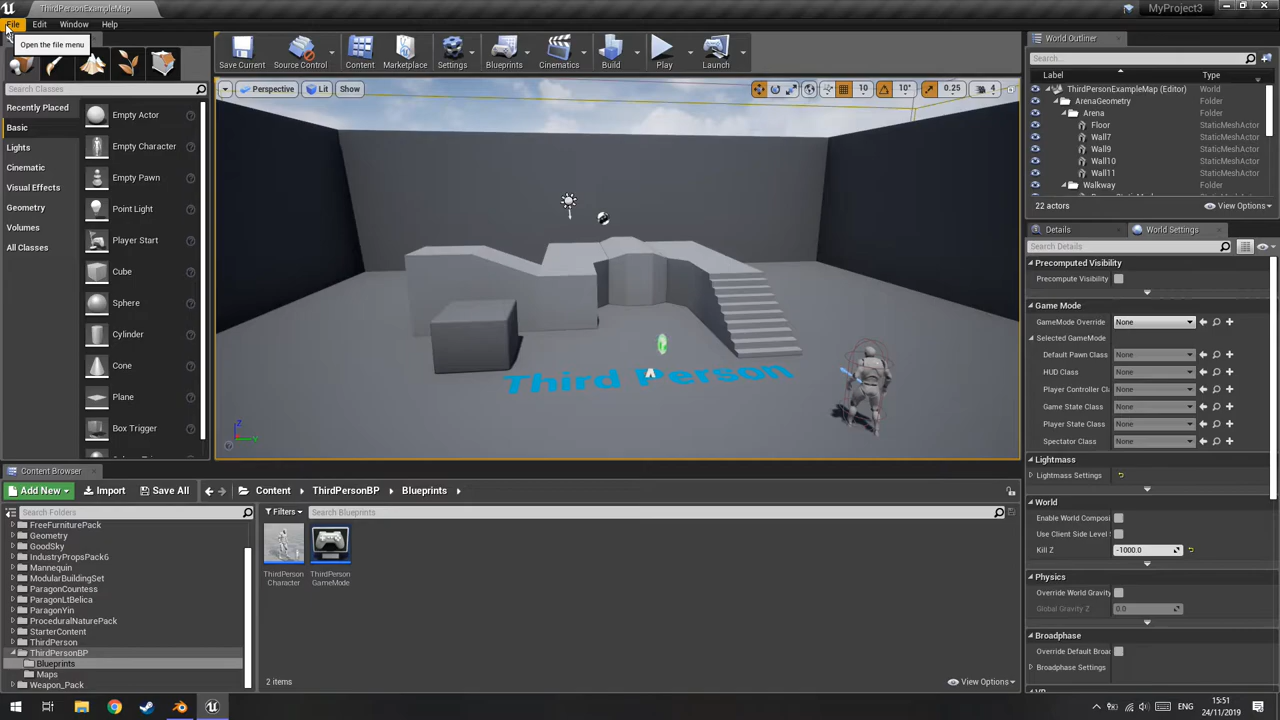 ThirdPersonExampleMap
MyProject3
File Edit Window Help
Open the file menu
Save Current Source Control Content Marketplace Settings Blueprints Cinematics Build Play Launch
Search Classes
Recently Placed
Basic
Lights
Cinematic
Visual Effects
Geometry
Volumes
All Classes
Empty Actor
Empty Character
Empty Pawn
Point Light
Player Start
Cube
Sphere
Cylinder
Cone
Plane
Box Trigger
Perspective Lit Show
10 10° 0.25 4
Third Person
Z
Y
World Outliner
Search...
Label Type
ThirdPersonExampleMap (Editor) World
ArenaGeometry Folder
Arena Folder
Floor StaticMeshActor
Wall7 StaticMeshActor
Wall9 StaticMeshActor
Wall10 StaticMeshActor
Wall11 StaticMeshActor
Walkway Folder
22 actors View Options
Details World Settings
Search Details
Precomputed Visibility
Precompute Visibility
Game Mode
GameMode Override None
Selected GameMode
Default Pawn Class None
HUD Class None
Player Controller Cl None
Game State Class None
Player State Class None
Spectator Class None
Lightmass
Lightmass Settings
World
Enable World Composi
Use Client Side Level
Kill Z -1000.0
Physics
Override World Gravity
Global Gravity Z 0.0
Broadphase
Override Default Broa
Broadphase Settings
VR
Content Browser
Add New Import Save All Content ThirdPersonBP Blueprints
Search Folders
Filters Search Blueprints
FreeFurniturePack
Geometry
GoodSky
IndustryPropsPack6
Mannequin
ModularBuildingSet
ParagonCountess
ParagonLtBelica
ParagonYin
ProceduralNaturePack
StarterContent
ThirdPerson
ThirdPersonBP
Blueprints
Maps
Weapon_Pack
ThirdPerson
Character
ThirdPerson
GameMode
2 items View Options
ENG
15:51
24/11/2019